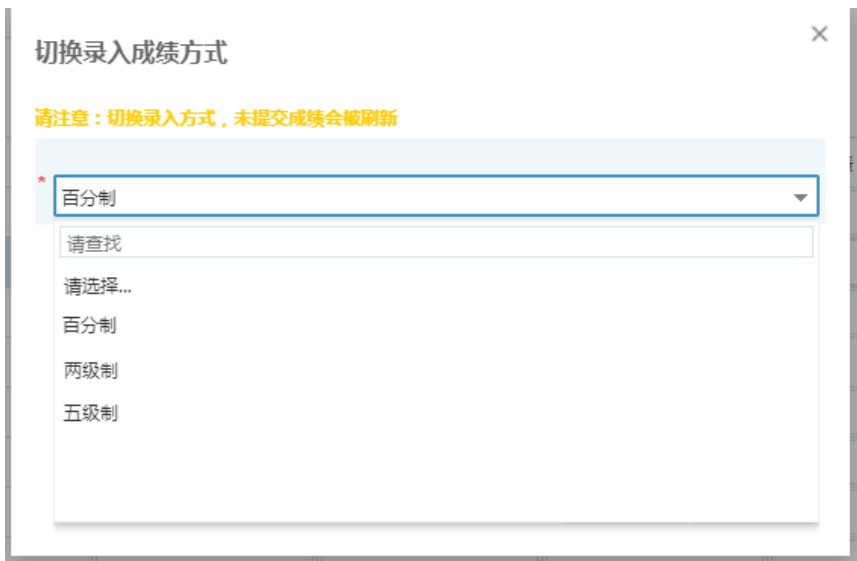 切换录入成绩方式
请注意：切换录入方式，未提交成绩会被刷新
*
百分制
请查找
请选择...
百分制
两级制
五级制